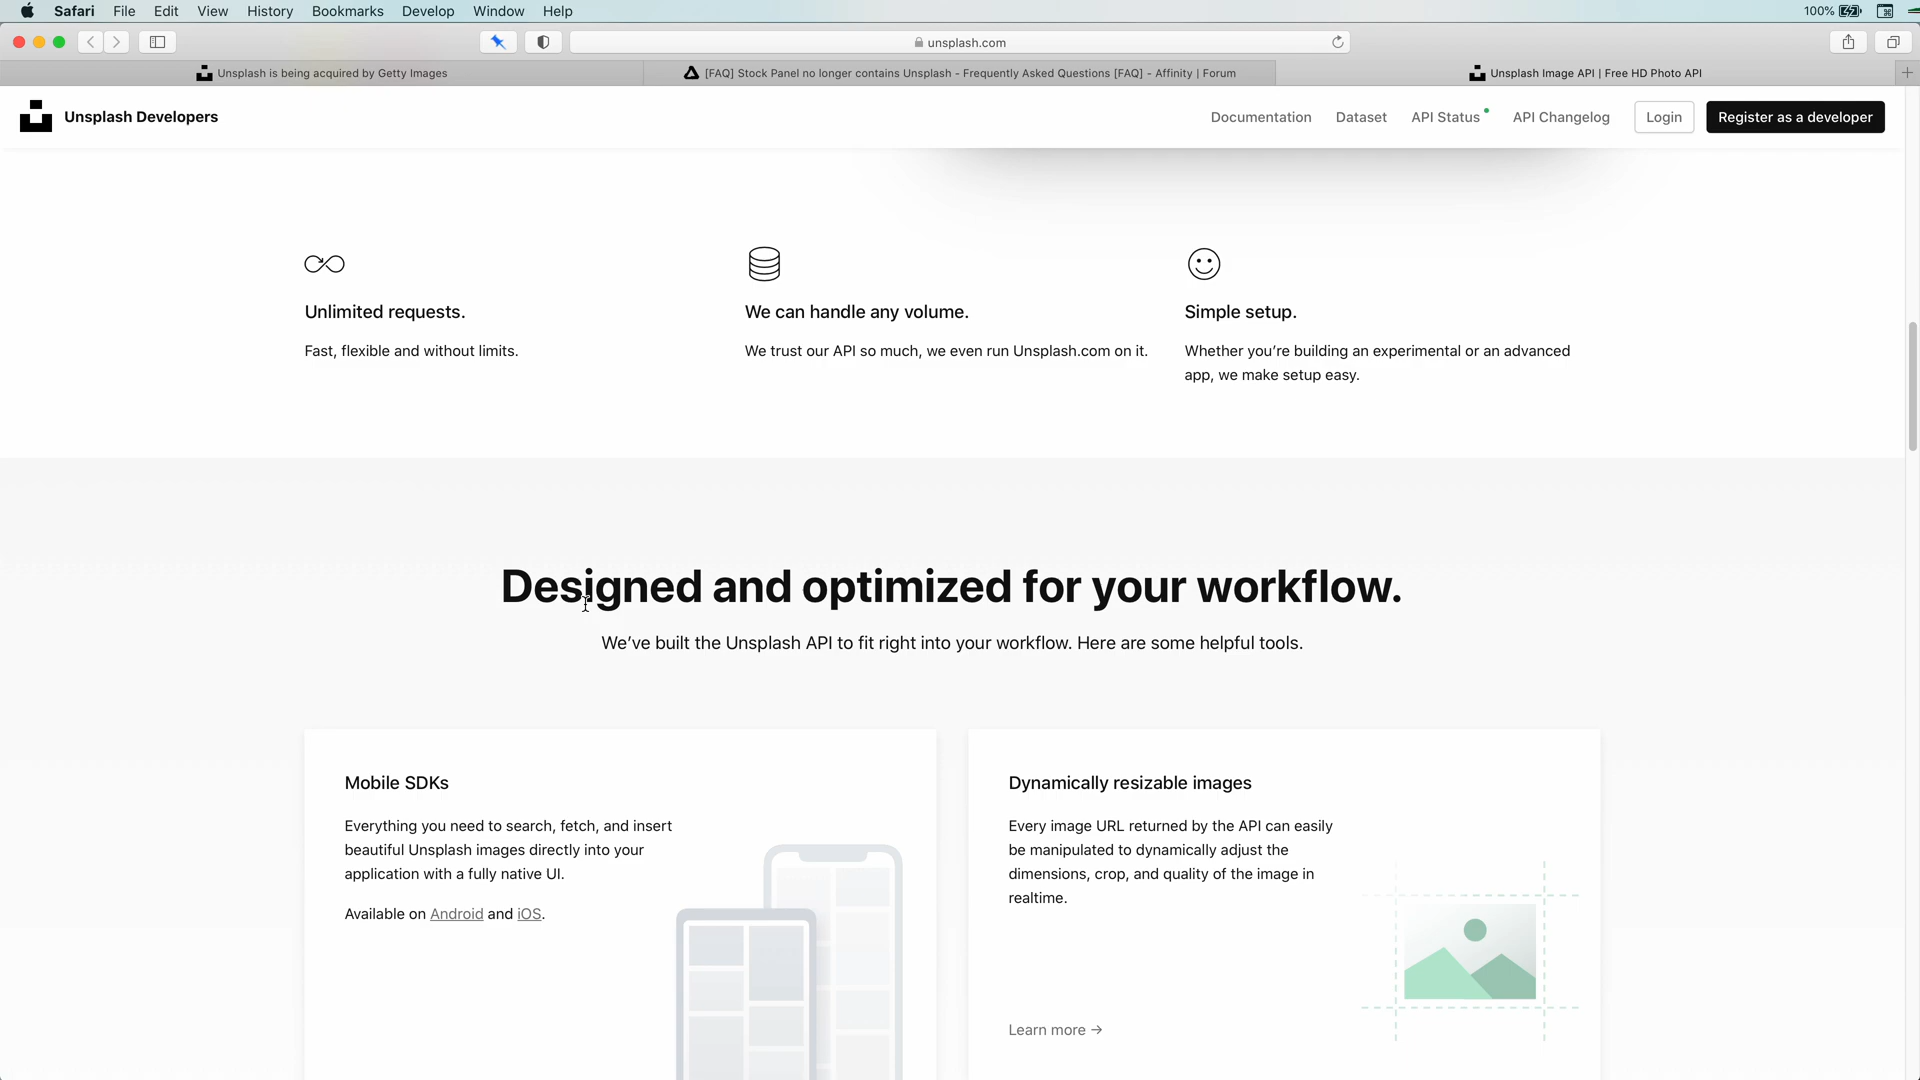 Safari File Edit View History Bookmarks Develop Window Help 100%
unsplash.com
Unsplash is being acquired by Getty Images
[FAQ] Stock Panel no longer contains Unsplash - Frequently Asked Questions [FAQ] - Affinity | Forum
Unsplash Image API | Free HD Photo API
Unsplash Developers
Documentation Dataset API Status API Changelog Login Register as a developer
Unlimited requests.
Fast, flexible and without limits.
We can handle any volume.
We trust our API so much, we even run Unsplash.com on it.
Simple setup.
Whether you’re building an experimental or an advanced
app, we make setup easy.
Designed and optimized for your workflow.
We’ve built the Unsplash API to fit right into your workflow. Here are some helpful tools.
Mobile SDKs
Everything you need to search, fetch, and insert
beautiful Unsplash images directly into your
application with a fully native UI.
Available on Android and iOS.
Dynamically resizable images
Every image URL returned by the API can easily
be manipulated to dynamically adjust the
dimensions, crop, and quality of the image in
realtime.
Learn more →